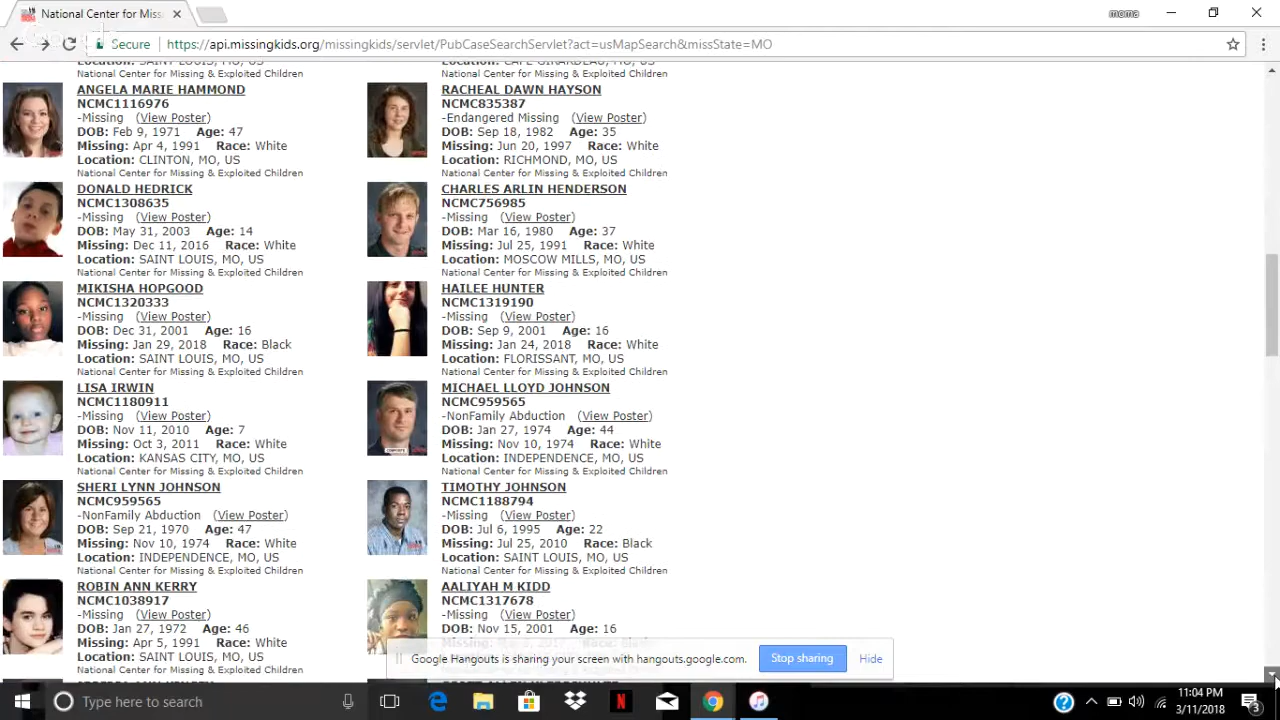 National Center for Miss
moma
Secure https://api.missingkids.org/missingkids/servlet/PubCaseSearchServlet?act=usMapSearch&missState=MO
Location: SAINT LOUIS, MO, US
National Center for Missing & Exploited Children
ANGELA MARIE HAMMOND
NCMC1116976
-Missing (View Poster)
DOB: Feb 9, 1971 Age: 47
Missing: Apr 4, 1991 Race: White
Location: CLINTON, MO, US
National Center for Missing & Exploited Children
DONALD HEDRICK
NCMC1308635
-Missing (View Poster)
DOB: May 31, 2003 Age: 14
Missing: Dec 11, 2016 Race: White
Location: SAINT LOUIS, MO, US
National Center for Missing & Exploited Children
MIKISHA HOPGOOD
NCMC1320333
-Missing (View Poster)
DOB: Dec 31, 2001 Age: 16
Missing: Jan 29, 2018 Race: Black
Location: SAINT LOUIS, MO, US
National Center for Missing & Exploited Children
LISA IRWIN
NCMC1180911
-Missing (View Poster)
DOB: Nov 11, 2010 Age: 7
Missing: Oct 3, 2011 Race: White
Location: KANSAS CITY, MO, US
National Center for Missing & Exploited Children
SHERI LYNN JOHNSON
NCMC959565
-NonFamily Abduction (View Poster)
DOB: Sep 21, 1970 Age: 47
Missing: Nov 10, 1974 Race: White
Location: INDEPENDENCE, MO, US
National Center for Missing & Exploited Children
ROBIN ANN KERRY
NCMC1038917
-Missing (View Poster)
DOB: Jan 27, 1972 Age: 46
Missing: Apr 5, 1991 Race: White
Location: SAINT LOUIS, MO, US
National Center for Missing & Exploited Children
Location: CAPE GIRARDEAU, MO, US
National Center for Missing & Exploited Children
RACHEAL DAWN HAYSON
NCMC835387
-Endangered Missing (View Poster)
DOB: Sep 18, 1982 Age: 35
Missing: Jun 20, 1997 Race: White
Location: RICHMOND, MO, US
National Center for Missing & Exploited Children
CHARLES ARLIN HENDERSON
NCMC756985
-Missing (View Poster)
DOB: Mar 16, 1980 Age: 37
Missing: Jul 25, 1991 Race: White
Location: MOSCOW MILLS, MO, US
National Center for Missing & Exploited Children
HAILEE HUNTER
NCMC1319190
-Missing (View Poster)
DOB: Sep 9, 2001 Age: 16
Missing: Jan 24, 2018 Race: White
Location: FLORISSANT, MO, US
National Center for Missing & Exploited Children
MICHAEL LLOYD JOHNSON
NCMC959565
-NonFamily Abduction (View Poster)
DOB: Jan 27, 1974 Age: 44
Missing: Nov 10, 1974 Race: White
Location: INDEPENDENCE, MO, US
National Center for Missing & Exploited Children
TIMOTHY JOHNSON
NCMC1188794
-Missing (View Poster)
DOB: Jul 6, 1995 Age: 22
Missing: Jul 25, 2010 Race: Black
Location: SAINT LOUIS, MO, US
National Center for Missing & Exploited Children
AALIYAH M KIDD
NCMC1317678
-Missing (View Poster)
DOB: Nov 15, 2001 Age: 16
Google Hangouts is sharing your screen with hangouts.google.com. Stop sharing Hide
Type here to search
11:04 PM
3/11/2018
3